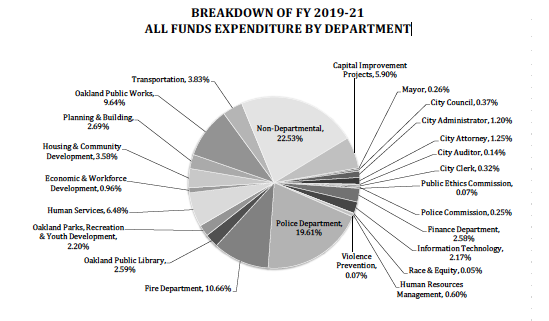 BREAKDOWN OF FY 2019-21
ALL FUNDS EXPENDITURE BY DEPARTMENT
Capital Improvement
Projects, 5.90%
Mayor, 0.26%
City Council, 0.37%
City Administrator, 1.20%
City Attorney, 1.25%
City Auditor, 0.14%
City Clerk, 0.32%
Public Ethics Commission,
0.07%
Police Commission, 0.25%
Finance Department,
2.58%
Information Technology,
2.17%
Race & Equity, 0.05%
Human Resources
Management, 0.60%
Violence
Prevention,
0.07%
Police Department,
19.61%
Fire Department, 10.66%
Oakland Public Library,
2.59%
Oakland Parks, Recreation
& Youth Development,
2.20%
Human Services, 6.48%
Economic & Workforce
Development, 0.96%
Housing & Community
Development, 3.58%
Planning & Building,
2.69%
Oakland Public Works,
9.64%
Transportation, 3.83%
Non-Departmental,
22.53%